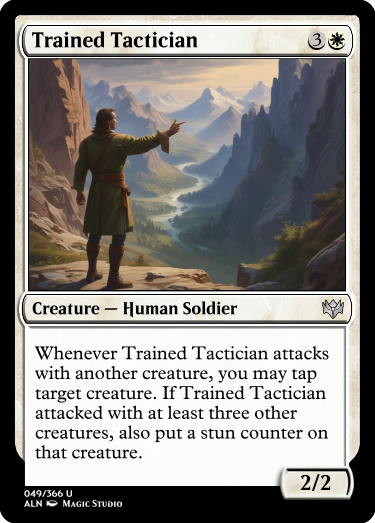 Trained Tactician 3
Creature — Human Soldier
Whenever Trained Tactician attacks
with another creature, you may tap
target creature. If Trained Tactician
attacked with at least three other
creatures, also put a stun counter on
that creature.
2/2
049/366 U
ALN Magic Studio